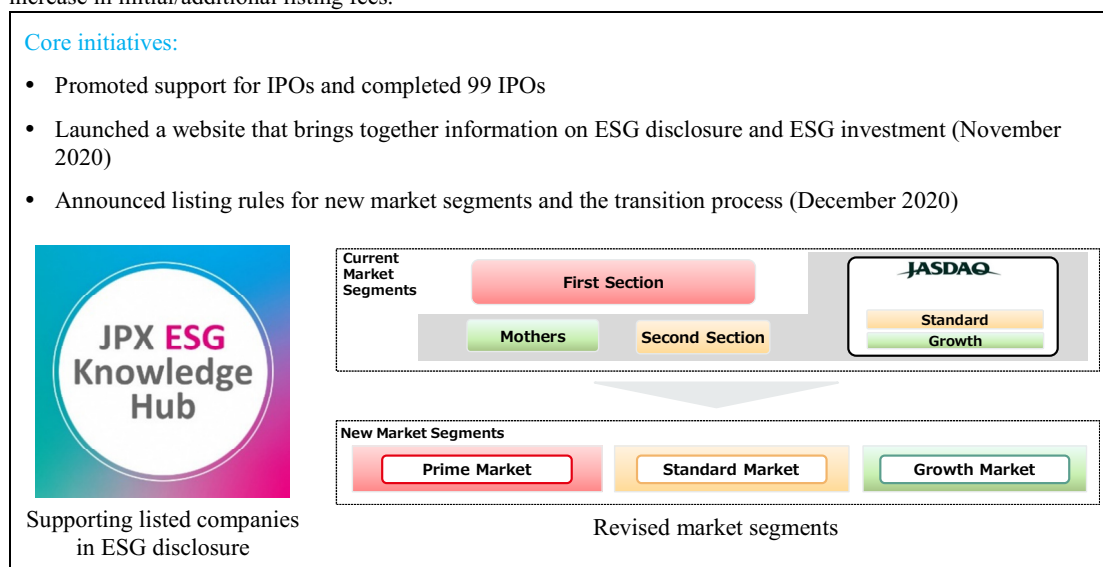 increase in initial/additional listing fees.
Core initiatives:
• Promoted support for IPOs and completed 99 IPOs
• Launched a website that brings together information on ESG disclosure and ESG investment (November
2020)
• Announced listing rules for new market segments and the transition process (December 2020)
JPX ESG
Knowledge
Hub
Supporting listed companies
in ESG disclosure
Current
Market
Segments
First Section
Mothers
Second Section
JASDAQ
Standard
Growth
New Market Segments
Prime Market
Standard Market
Growth Market
Revised market segments